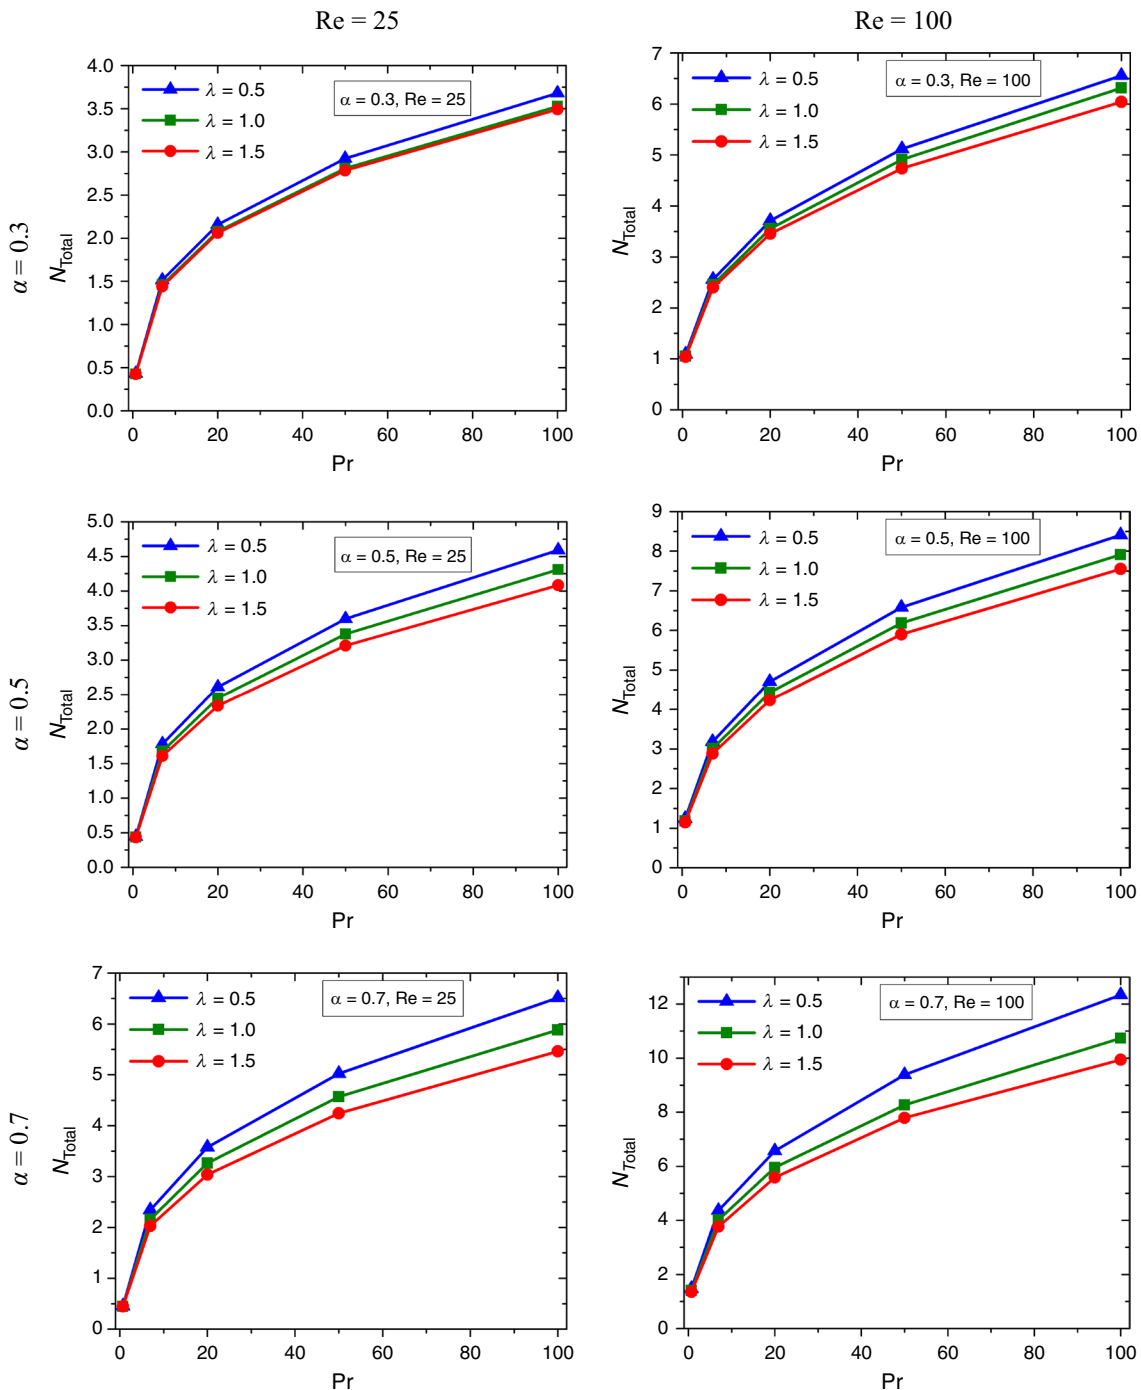 Re = 25
Re = 100
α = 0.3
4.0
3.5
3.0
2.5
2.0
1.5
1.0
0.5
0.0
N_Total
λ = 0.5
λ = 1.0
λ = 1.5
α = 0.3, Re = 25
0 20 40 60 80 100
Pr
7
6
5
4
3
2
1
0
N_Total
λ = 0.5
λ = 1.0
λ = 1.5
α = 0.3, Re = 100
0 20 40 60 80 100
Pr
α = 0.5
5.0
4.5
4.0
3.5
3.0
2.5
2.0
1.5
1.0
0.5
0.0
N_Total
λ = 0.5
λ = 1.0
λ = 1.5
α = 0.5, Re = 25
0 20 40 60 80 100
Pr
9
8
7
6
5
4
3
2
1
0
N_Total
λ = 0.5
λ = 1.0
λ = 1.5
α = 0.5, Re = 100
0 20 40 60 80 100
Pr
α = 0.7
7
6
5
4
3
2
1
0
N_Total
λ = 0.5
λ = 1.0
λ = 1.5
α = 0.7, Re = 25
0 20 40 60 80 100
Pr
12
10
8
6
4
2
0
N_Total
λ = 0.5
λ = 1.0
λ = 1.5
α = 0.7, Re = 100
0 20 40 60 80 100
Pr